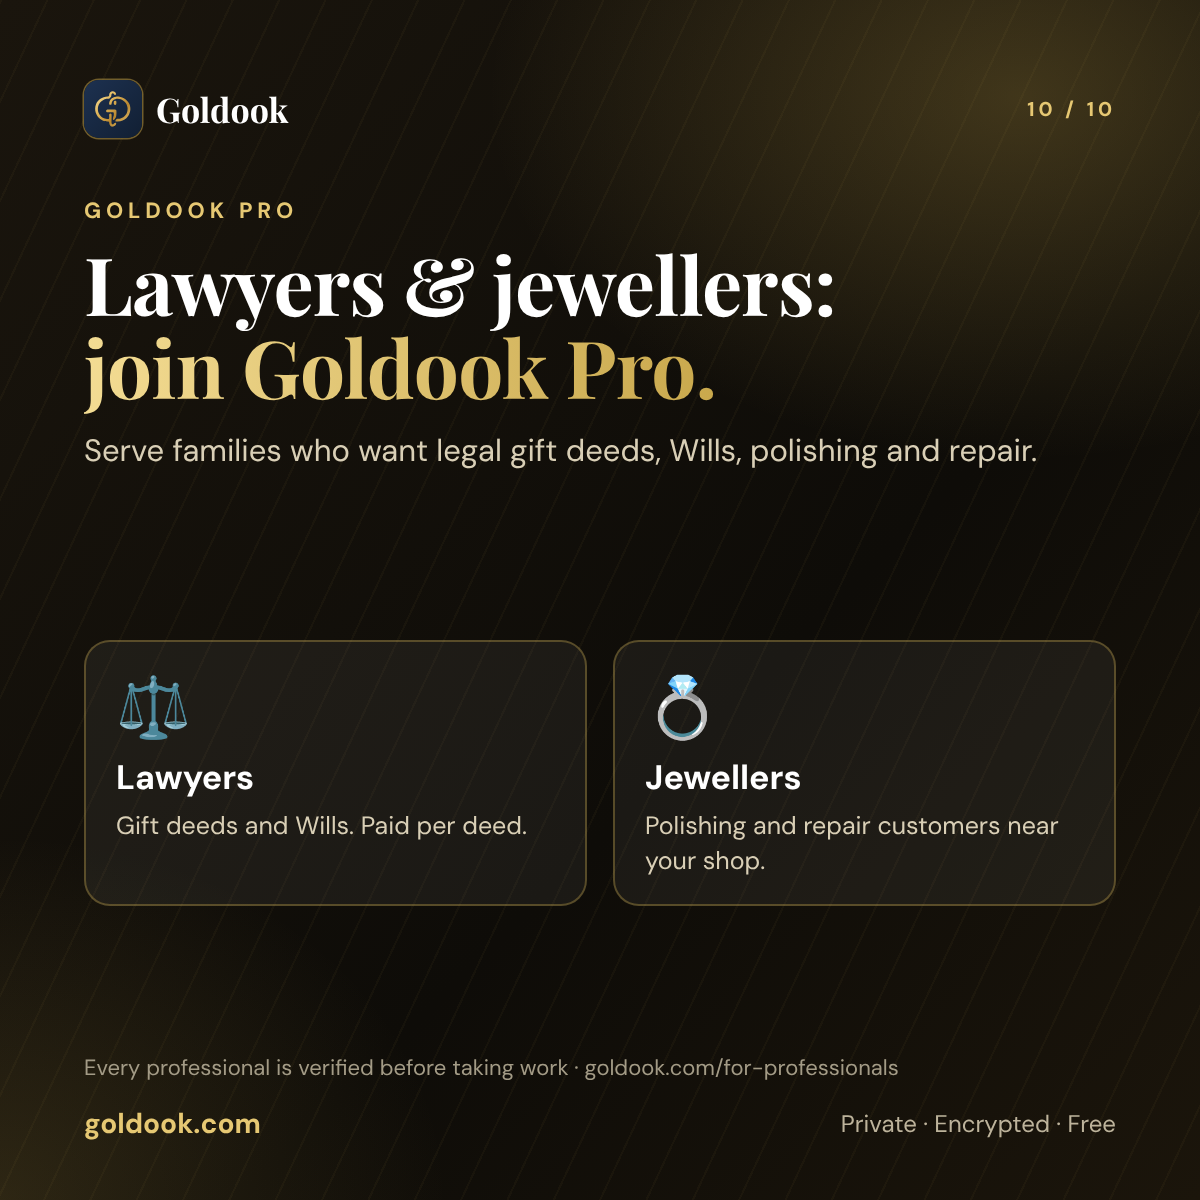 Goldook
10 / 10
GOLDOOK PRO
Lawyers & jewellers:
join Goldook Pro.
Serve families who want legal gift deeds, Wills, polishing and repair.
Lawyers
Gift deeds and Wills. Paid per deed.
Jewellers
Polishing and repair customers near
your shop.
Every professional is verified before taking work · goldook.com/for-professionals
goldook.com
Private · Encrypted · Free